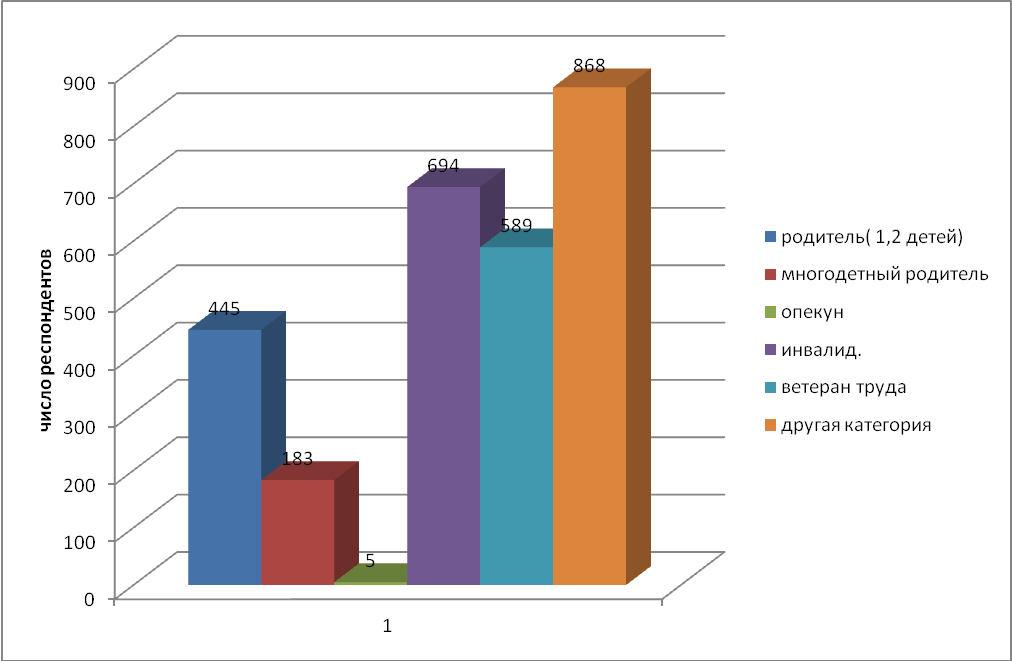 900
800
700
600
500
400
300
200
100
0
число респондентов
445
183
5
694
589
868
1
родитель( 1,2 детей)
многодетный родитель
опекун
инвалид.
ветеран труда
другая категория